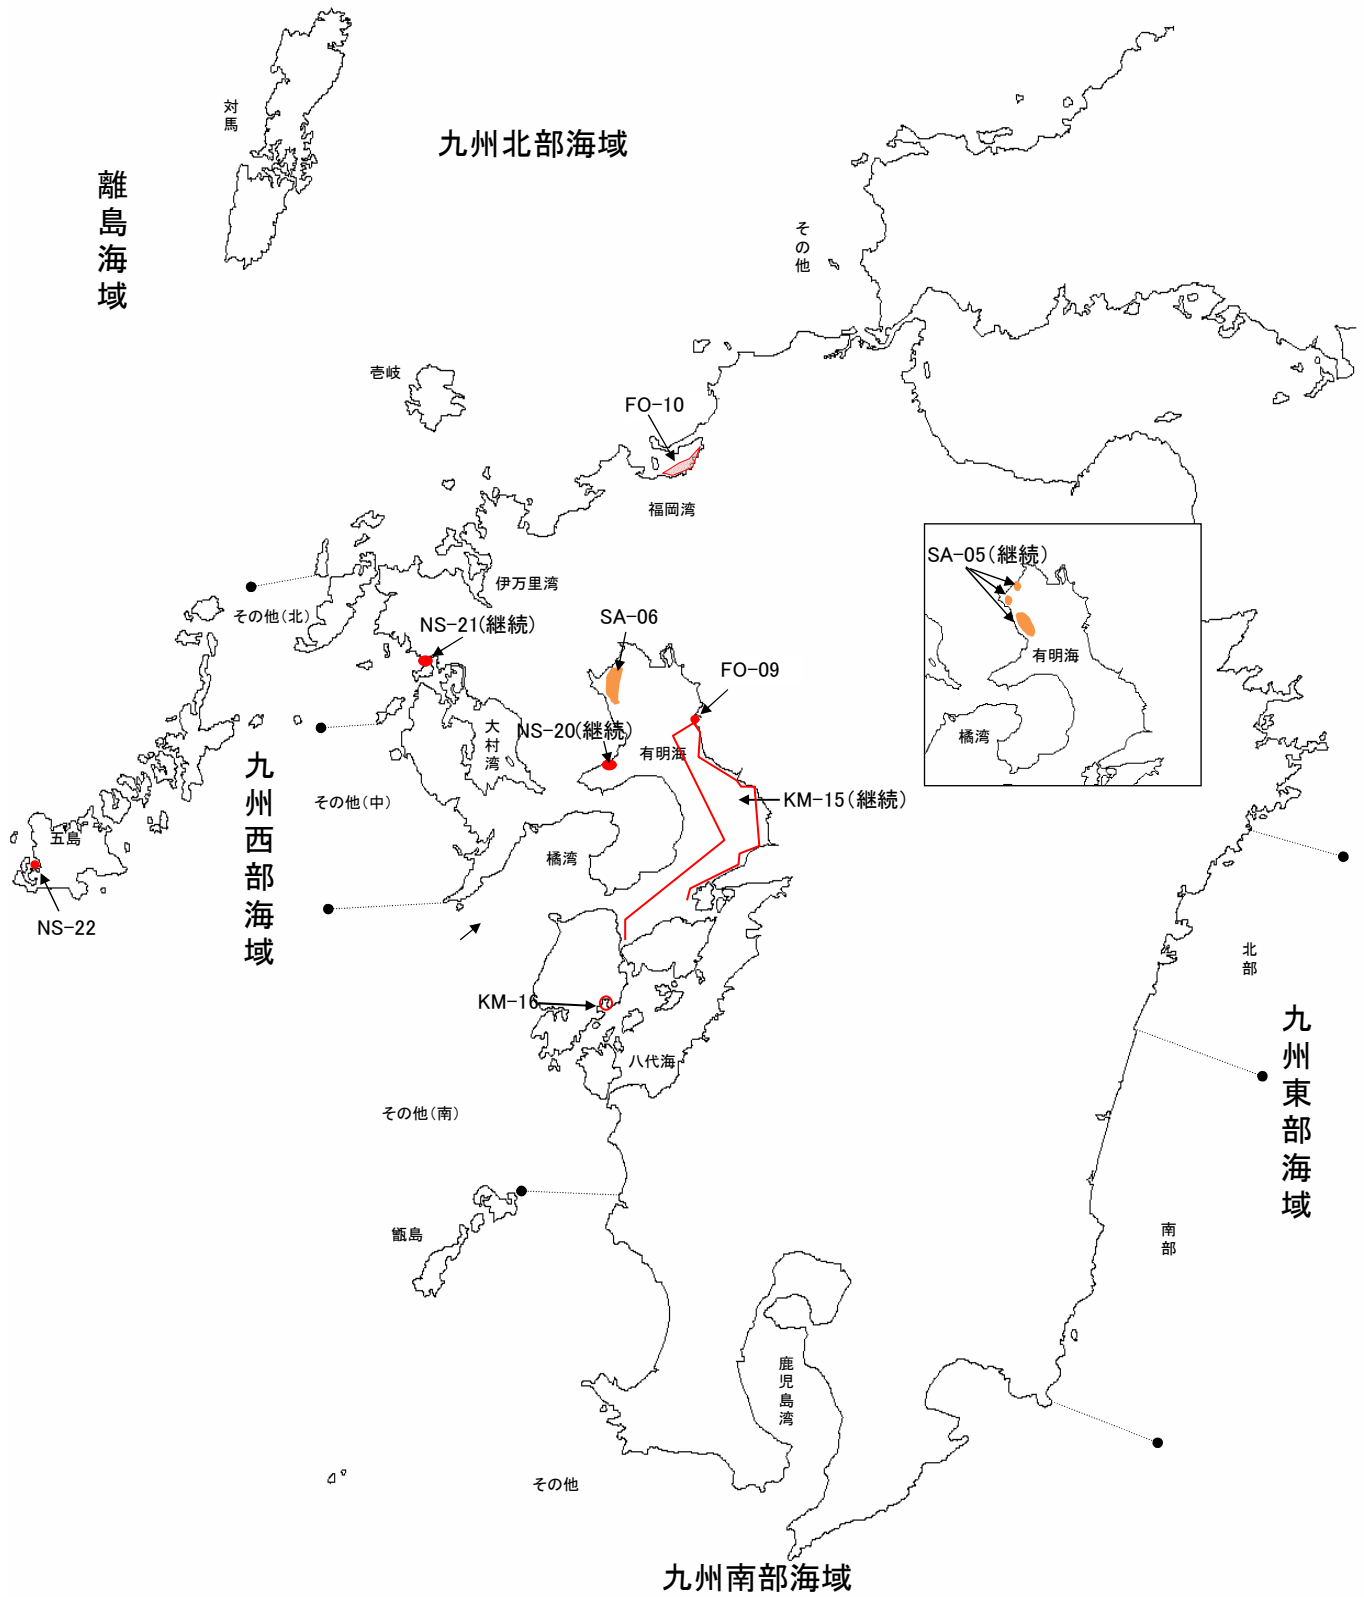 対馬
九州北部海域
離島海域
その他
壱岐
FO-10
福岡湾
伊万里湾
その他(北)
NS-21(継続)
SA-06
FO-09
NS-20(継続)
有明海
大村湾
KM-15(継続)
その他(中)
九州西部海域
五島
NS-22
橘湾
SA-05(継続)
有明海
橘湾
北部
KM-16
八代海
九州東部海域
その他(南)
甑島
南部
鹿児島湾
その他
九州南部海域